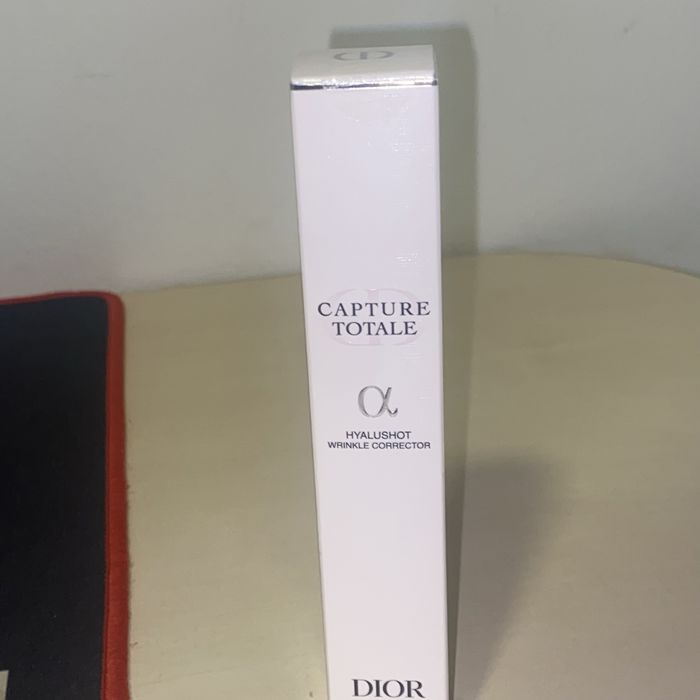 CAPTURE
TOTALE
α
HYALUSHOT
WRINKLE CORRECTOR
DIOR